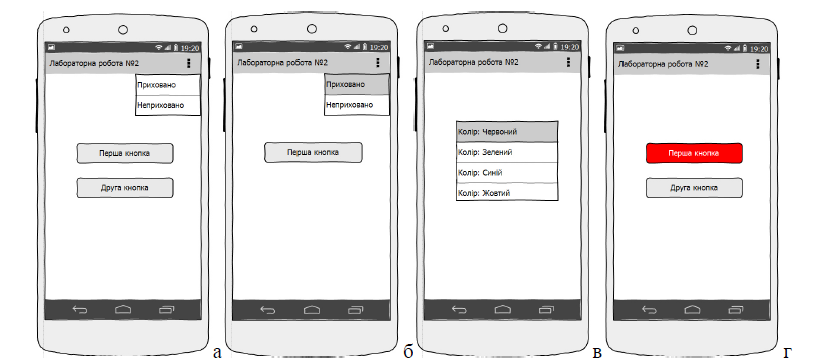 19:20
Лабораторна робота №2
Приховано
Неприховано
Перша кнопка
Друга кнопка
а
19:20
Лабораторна робота №2
Приховано
Неприховано
Перша кнопка
б
19:20
Лабораторна робота №2
Колір: Червоний
Колір: Зелений
Колір: Синій
Колір: Жовтий
в
19:20
Лабораторна робота №2
Перша кнопка
Друга кнопка
г